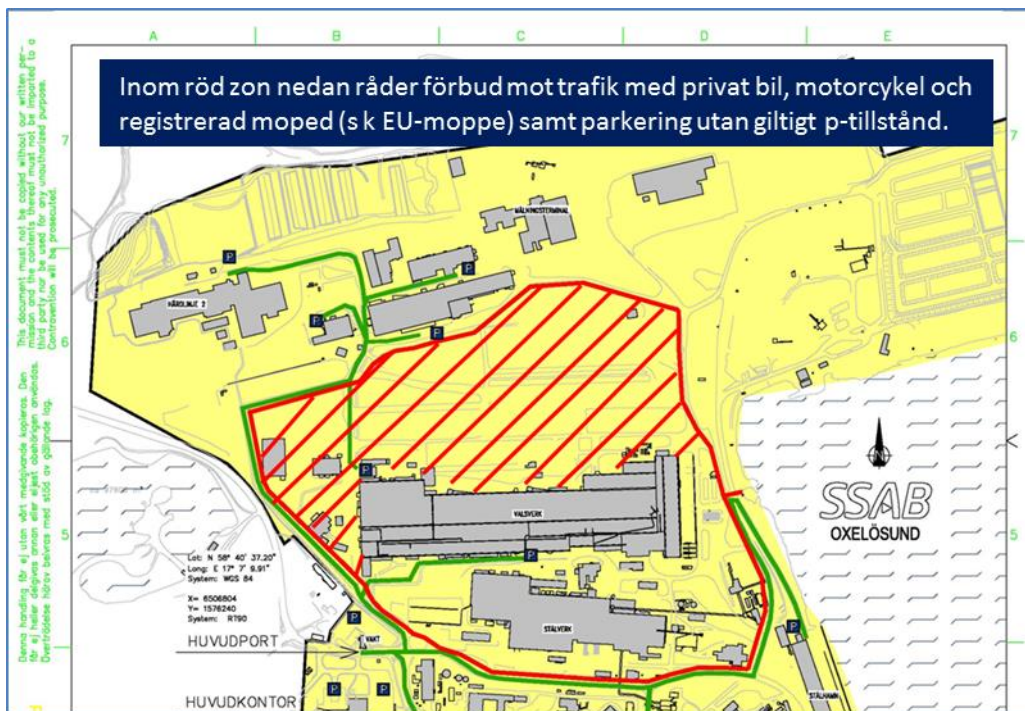 A B C D E
Inom röd zon nedan råder förbud mot trafik med privat bil, motorcykel och
registrerad moped (s k EU-moppe) samt parkering utan giltigt p-tillstånd.
This document must not be copied without our written per-
mission and the contents thereof must not be imparted to a
third party nor be used for any unauthorized purpose.
Contravention will be prosecuted.
Denna handling får ej utan vårt medgivande kopieras. Den
får ej heller delgivas annan eller eljest obehörigen användas.
Överträdelse härav beivras med stöd av gällande lag.
7
7
MÅLNINGSTERMINAL
P
P
HÄRDLINJE 2
P
P
6
6
P
N
SSAB
OXELÖSUND
VALSVERK
5
5
P
Lat: N 58° 40' 37.20"
Long: E 17° 7' 9.91"
System: WGS 84
X= 6506804
Y= 1576240
System: RT90
P
P
STÅLVERK
HUVUDPORT
VAKT
P
P
HUVUDKONTOR
STÅLHAMN